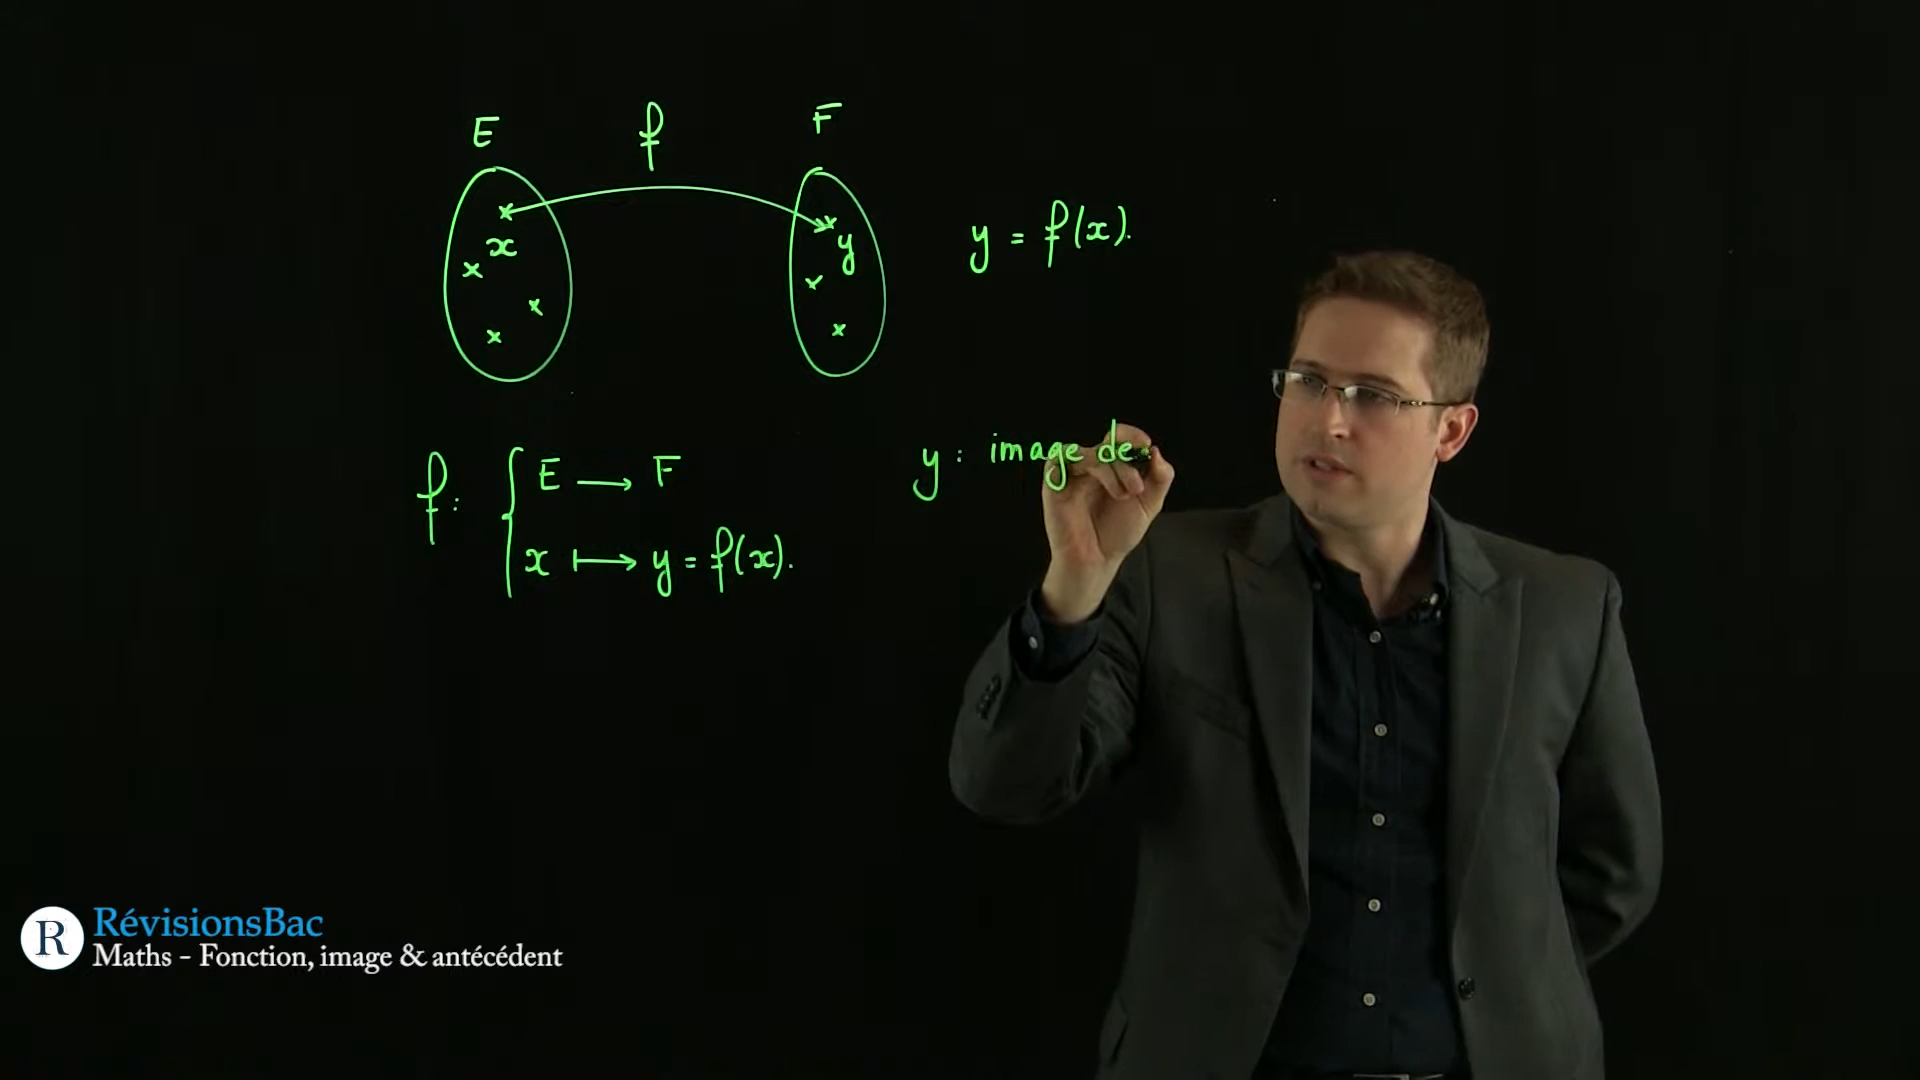 E f F
x y
y = f(x).
f: { E ⟶ F
x ⟼ y = f(x).
y : image de
R RévisionsBac
Maths - Fonction, image & antécédent